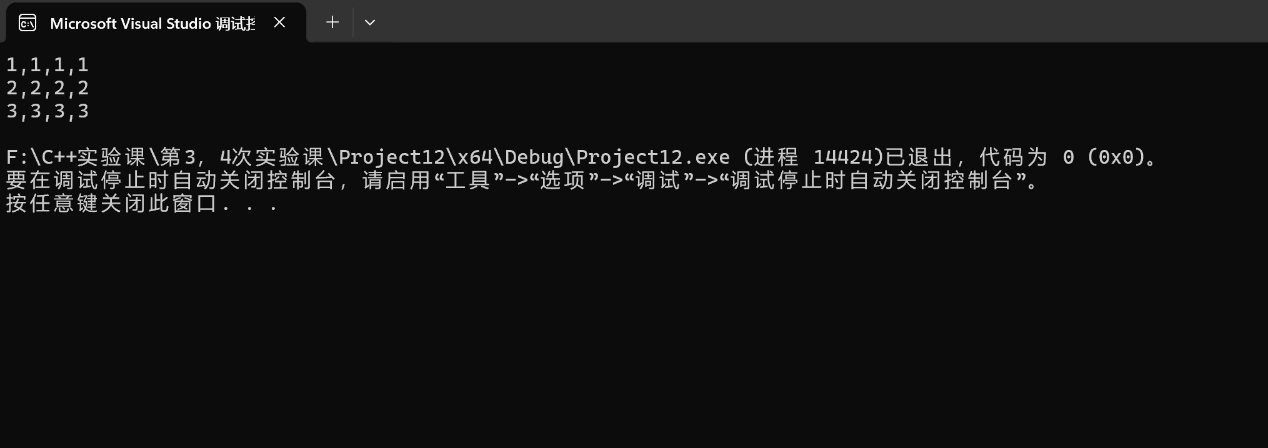 Microsoft Visual Studio 调试控
1,1,1,1
2,2,2,2
3,3,3,3
F:\C++实验课\第3, 4次实验课\Project12\x64\Debug\Project12.exe (进程 14424)已退出，代码为 0 (0x0)。
要在调试停止时自动关闭控制台，请启用“工具”->“选项”->“调试”->“调试停止时自动关闭控制台”。
按任意键关闭此窗口. . .